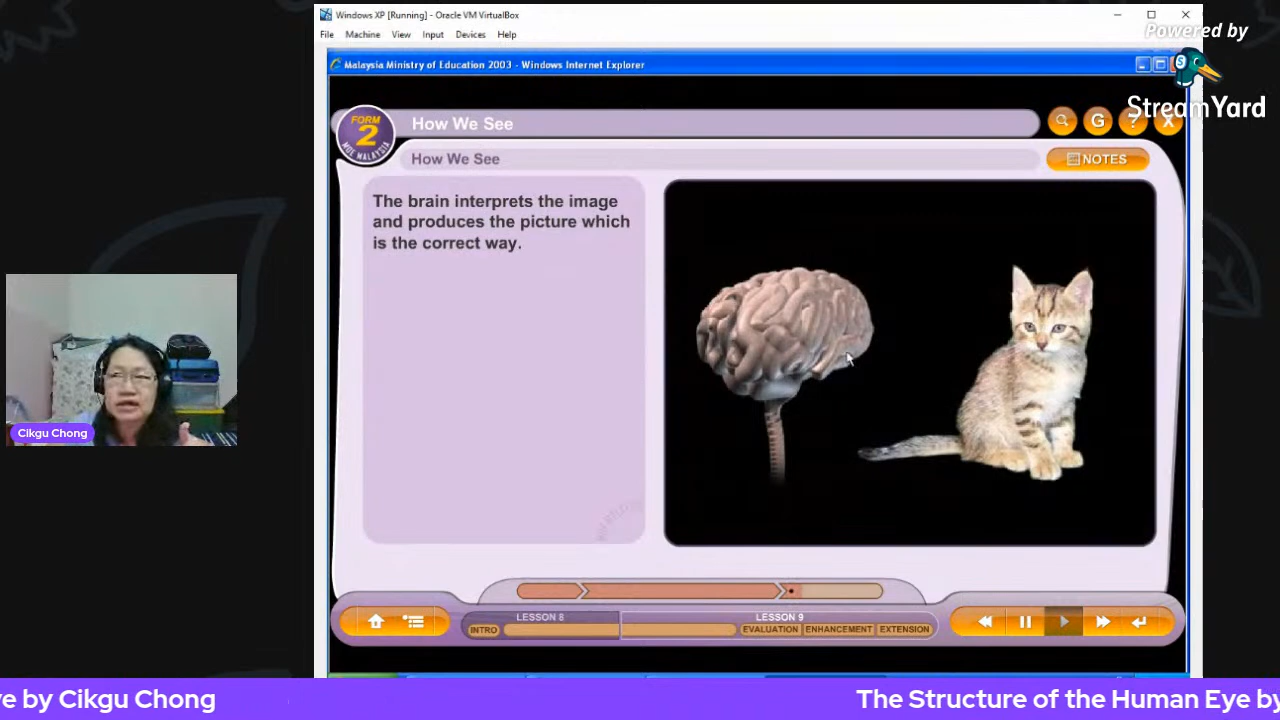 Windows XP [Running] - Oracle VM VirtualBox
File Machine View Input Devices Help
Powered by
StreamYard
Malaysia Ministry of Education 2003 - Windows Internet Explorer
FORM
2
MOE MALAYSIA
How We See
G ? X
How We See
NOTES
The brain interprets the image
and produces the picture which
is the correct way.
Cikgu Chong
LESSON 8
LESSON 9
INTRO
EVALUATION ENHANCEMENT EXTENSION
ye by Cikgu Chong
The Structure of the Human Eye by